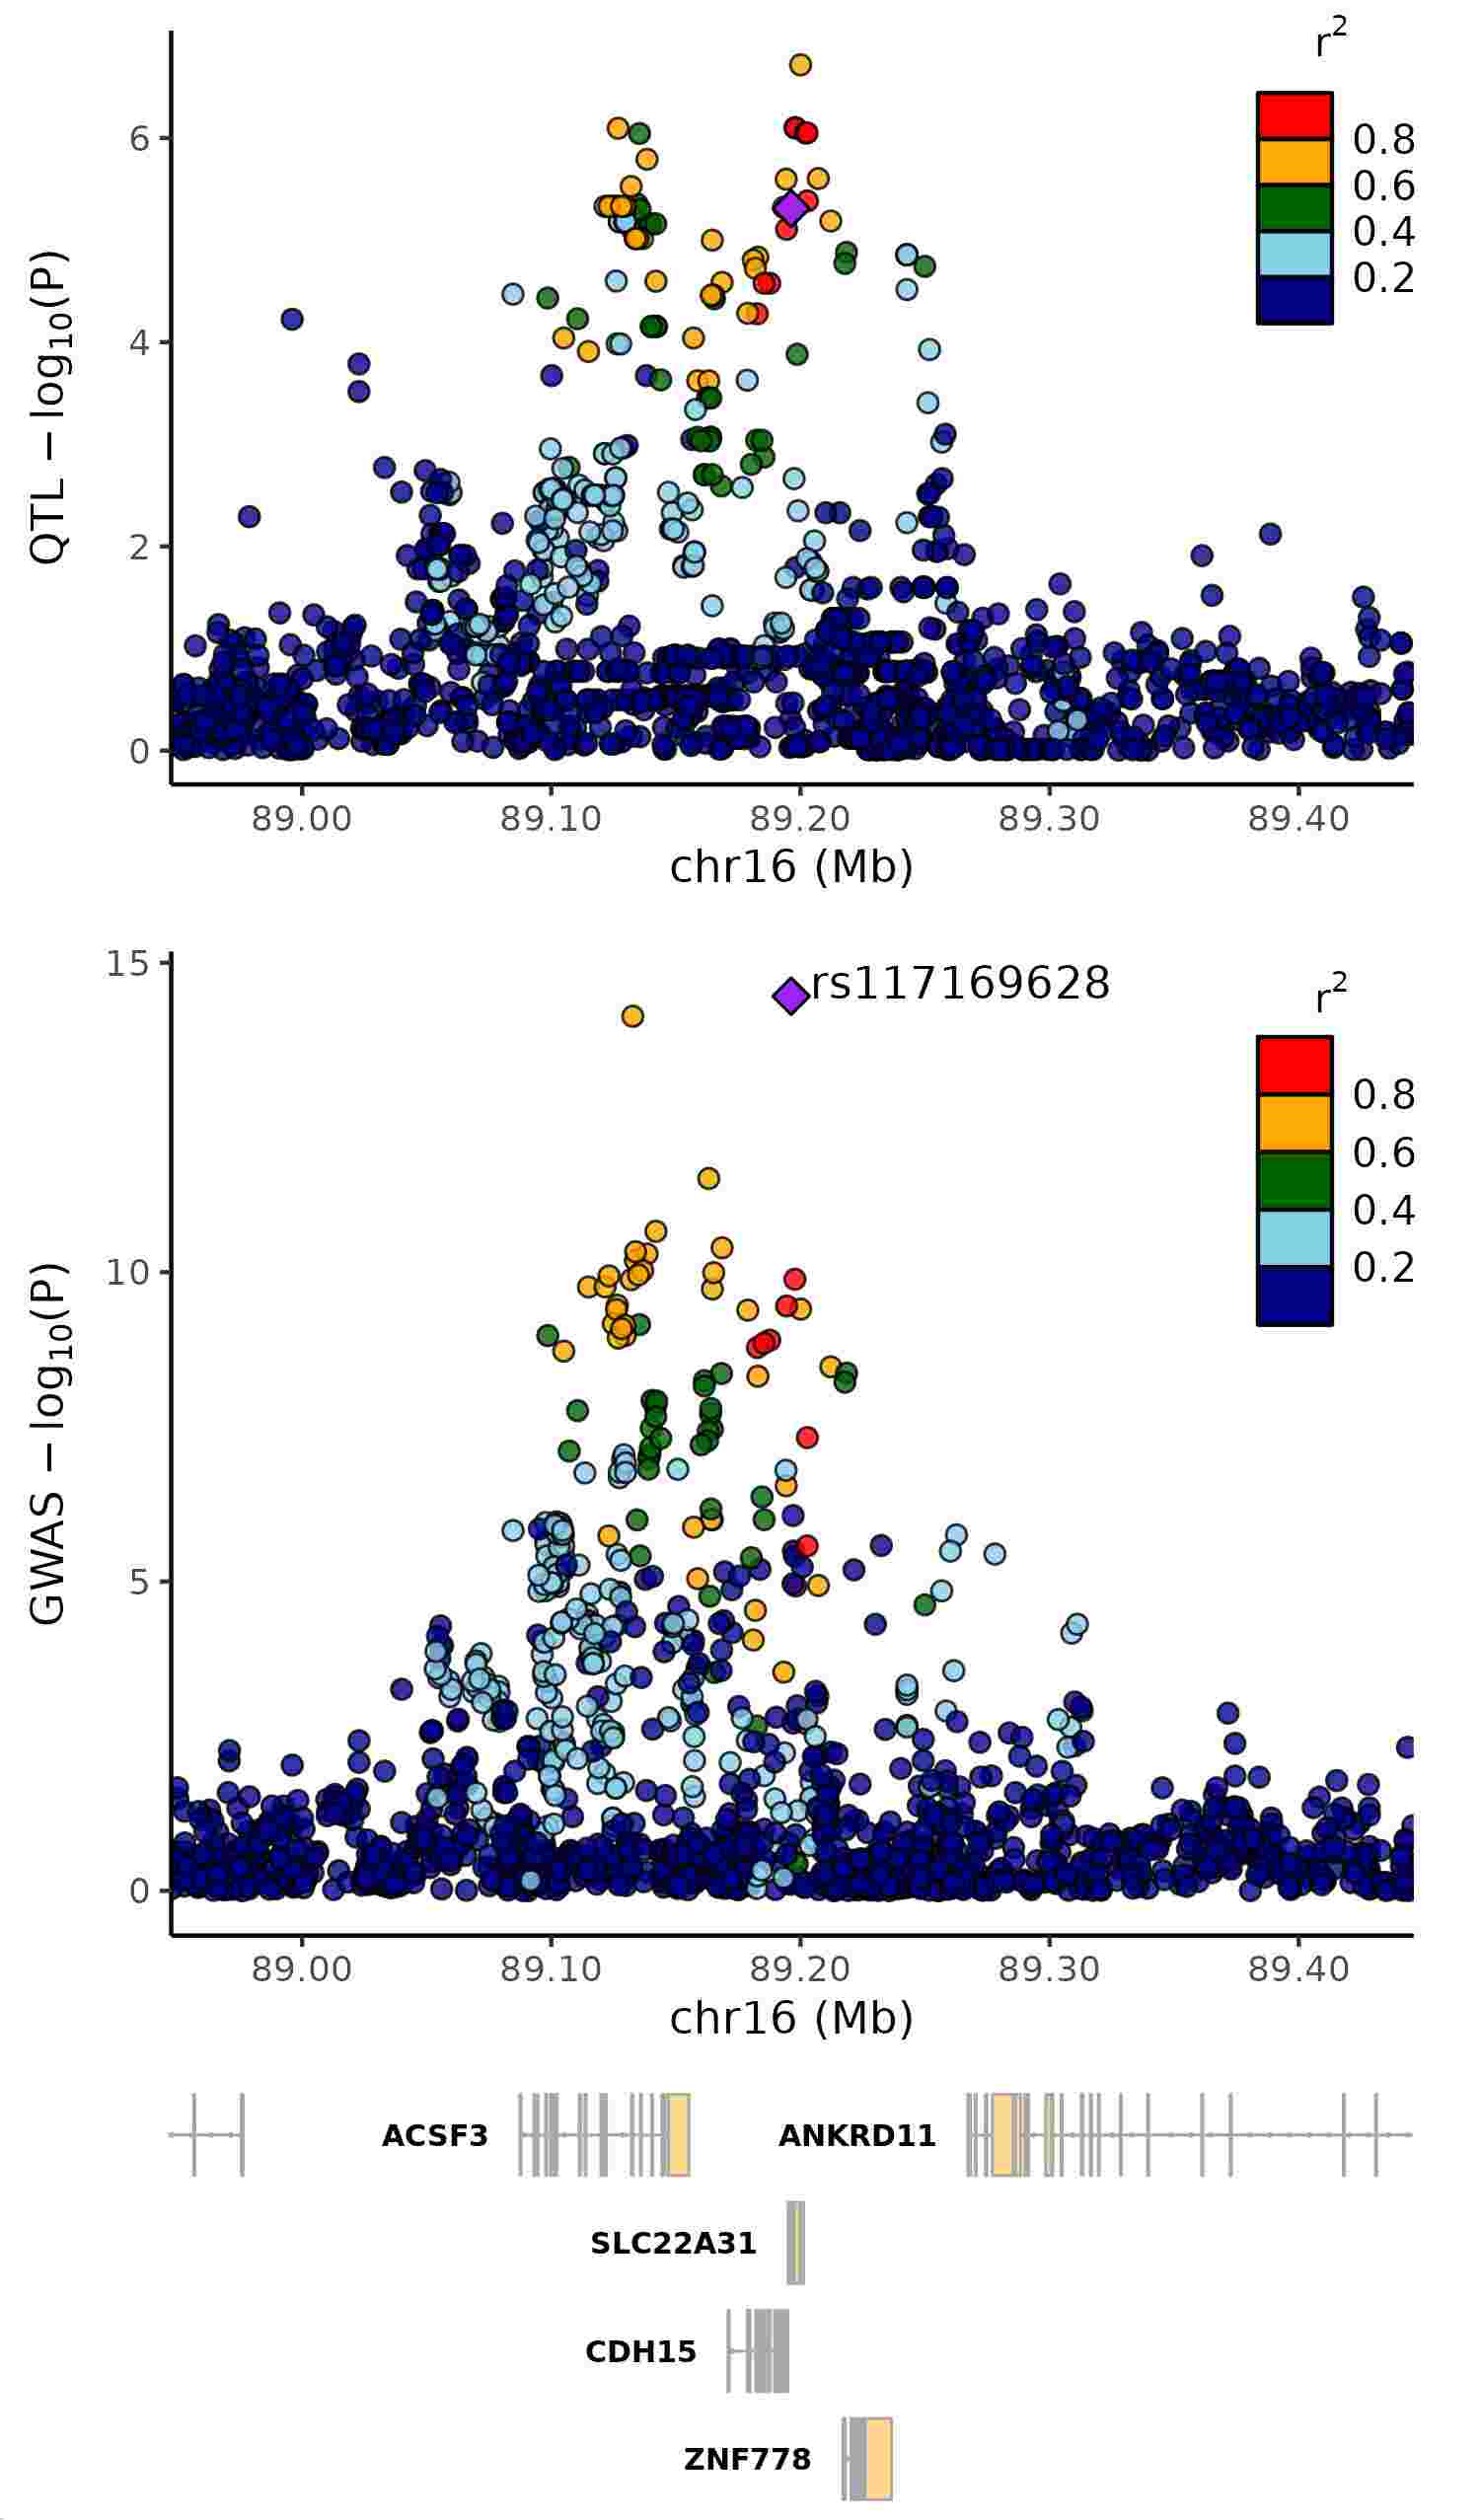 r²
QTL − log₁₀(P)
6
4
2
0
0.8
0.6
0.4
0.2
89.00 89.10 89.20 89.30 89.40
chr16 (Mb)
rs117169628
r²
GWAS − log₁₀(P)
15
10
5
0
0.8
0.6
0.4
0.2
89.00 89.10 89.20 89.30 89.40
chr16 (Mb)
ACSF3 ANKRD11
SLC22A31
CDH15
ZNF778